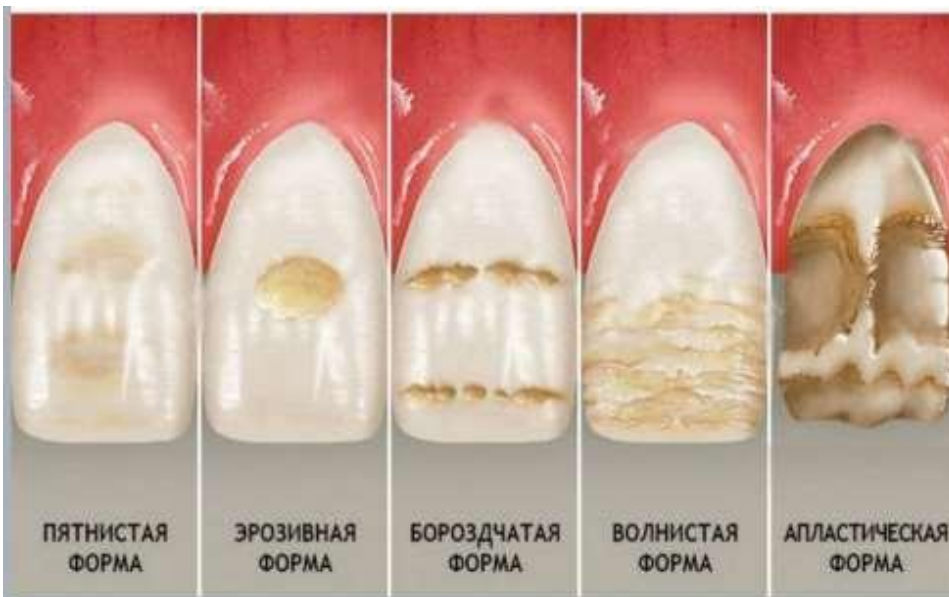 ПЯТНИСТАЯ
ФОРМА
ЭРОЗИВНАЯ
ФОРМА
БОРОЗДЧАТАЯ
ФОРМА
ВОЛНИСТАЯ
ФОРМА
АПЛАСТИЧЕСКАЯ
ФОРМА